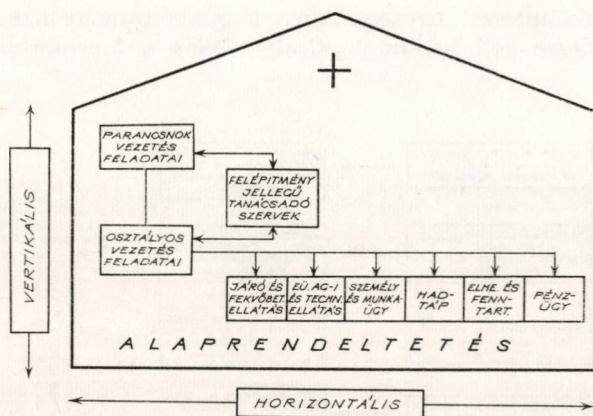 PARANCSNOK
VEZETÉS
FELADATAI
FELÉPITMÉNY
JELLEGŰ
TANÁCSADÓ
SZERVEK
OSZTÁLYOS
VEZETÉS
FELADATAI
JÁRÓ ÉS
FEKVŐBET.
ELLÁTÁS
EÜ. AG-I
ÉS TECHN.
ELLÁTÁS
SZEMÉLY
ÉS MUNKA-
ÜGY
HAD-
TÁP
ELHE. ÉS
FENN-
TART.
PÉNZ-
ÜGY
ALAPRENDELTETÉS
VERTIKÁLIS
HORIZONTÁLIS